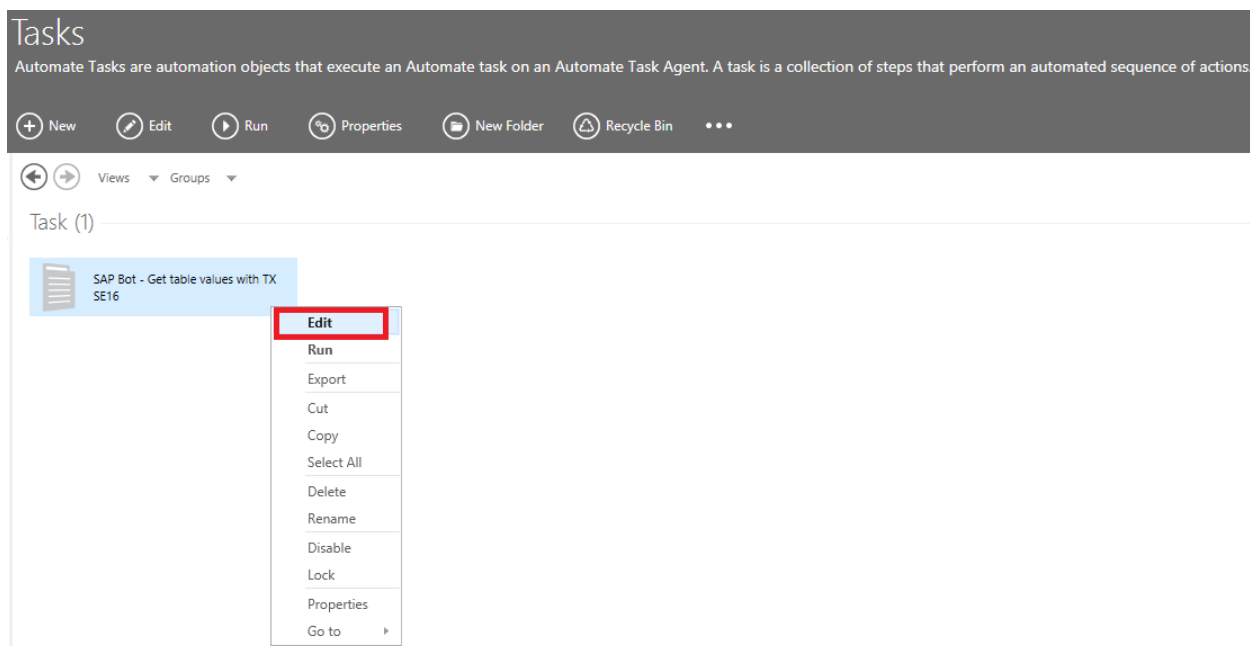 Tasks
Automate Tasks are automation objects that execute an Automate task on an Automate Task Agent. A task is a collection of steps that perform an automated sequence of actions.
New Edit Run Properties New Folder Recycle Bin •••
Views Groups
Task (1)
SAP Bot - Get table values with TX
SE16
Edit
Run
Export
Cut
Copy
Select All
Delete
Rename
Disable
Lock
Properties
Go to